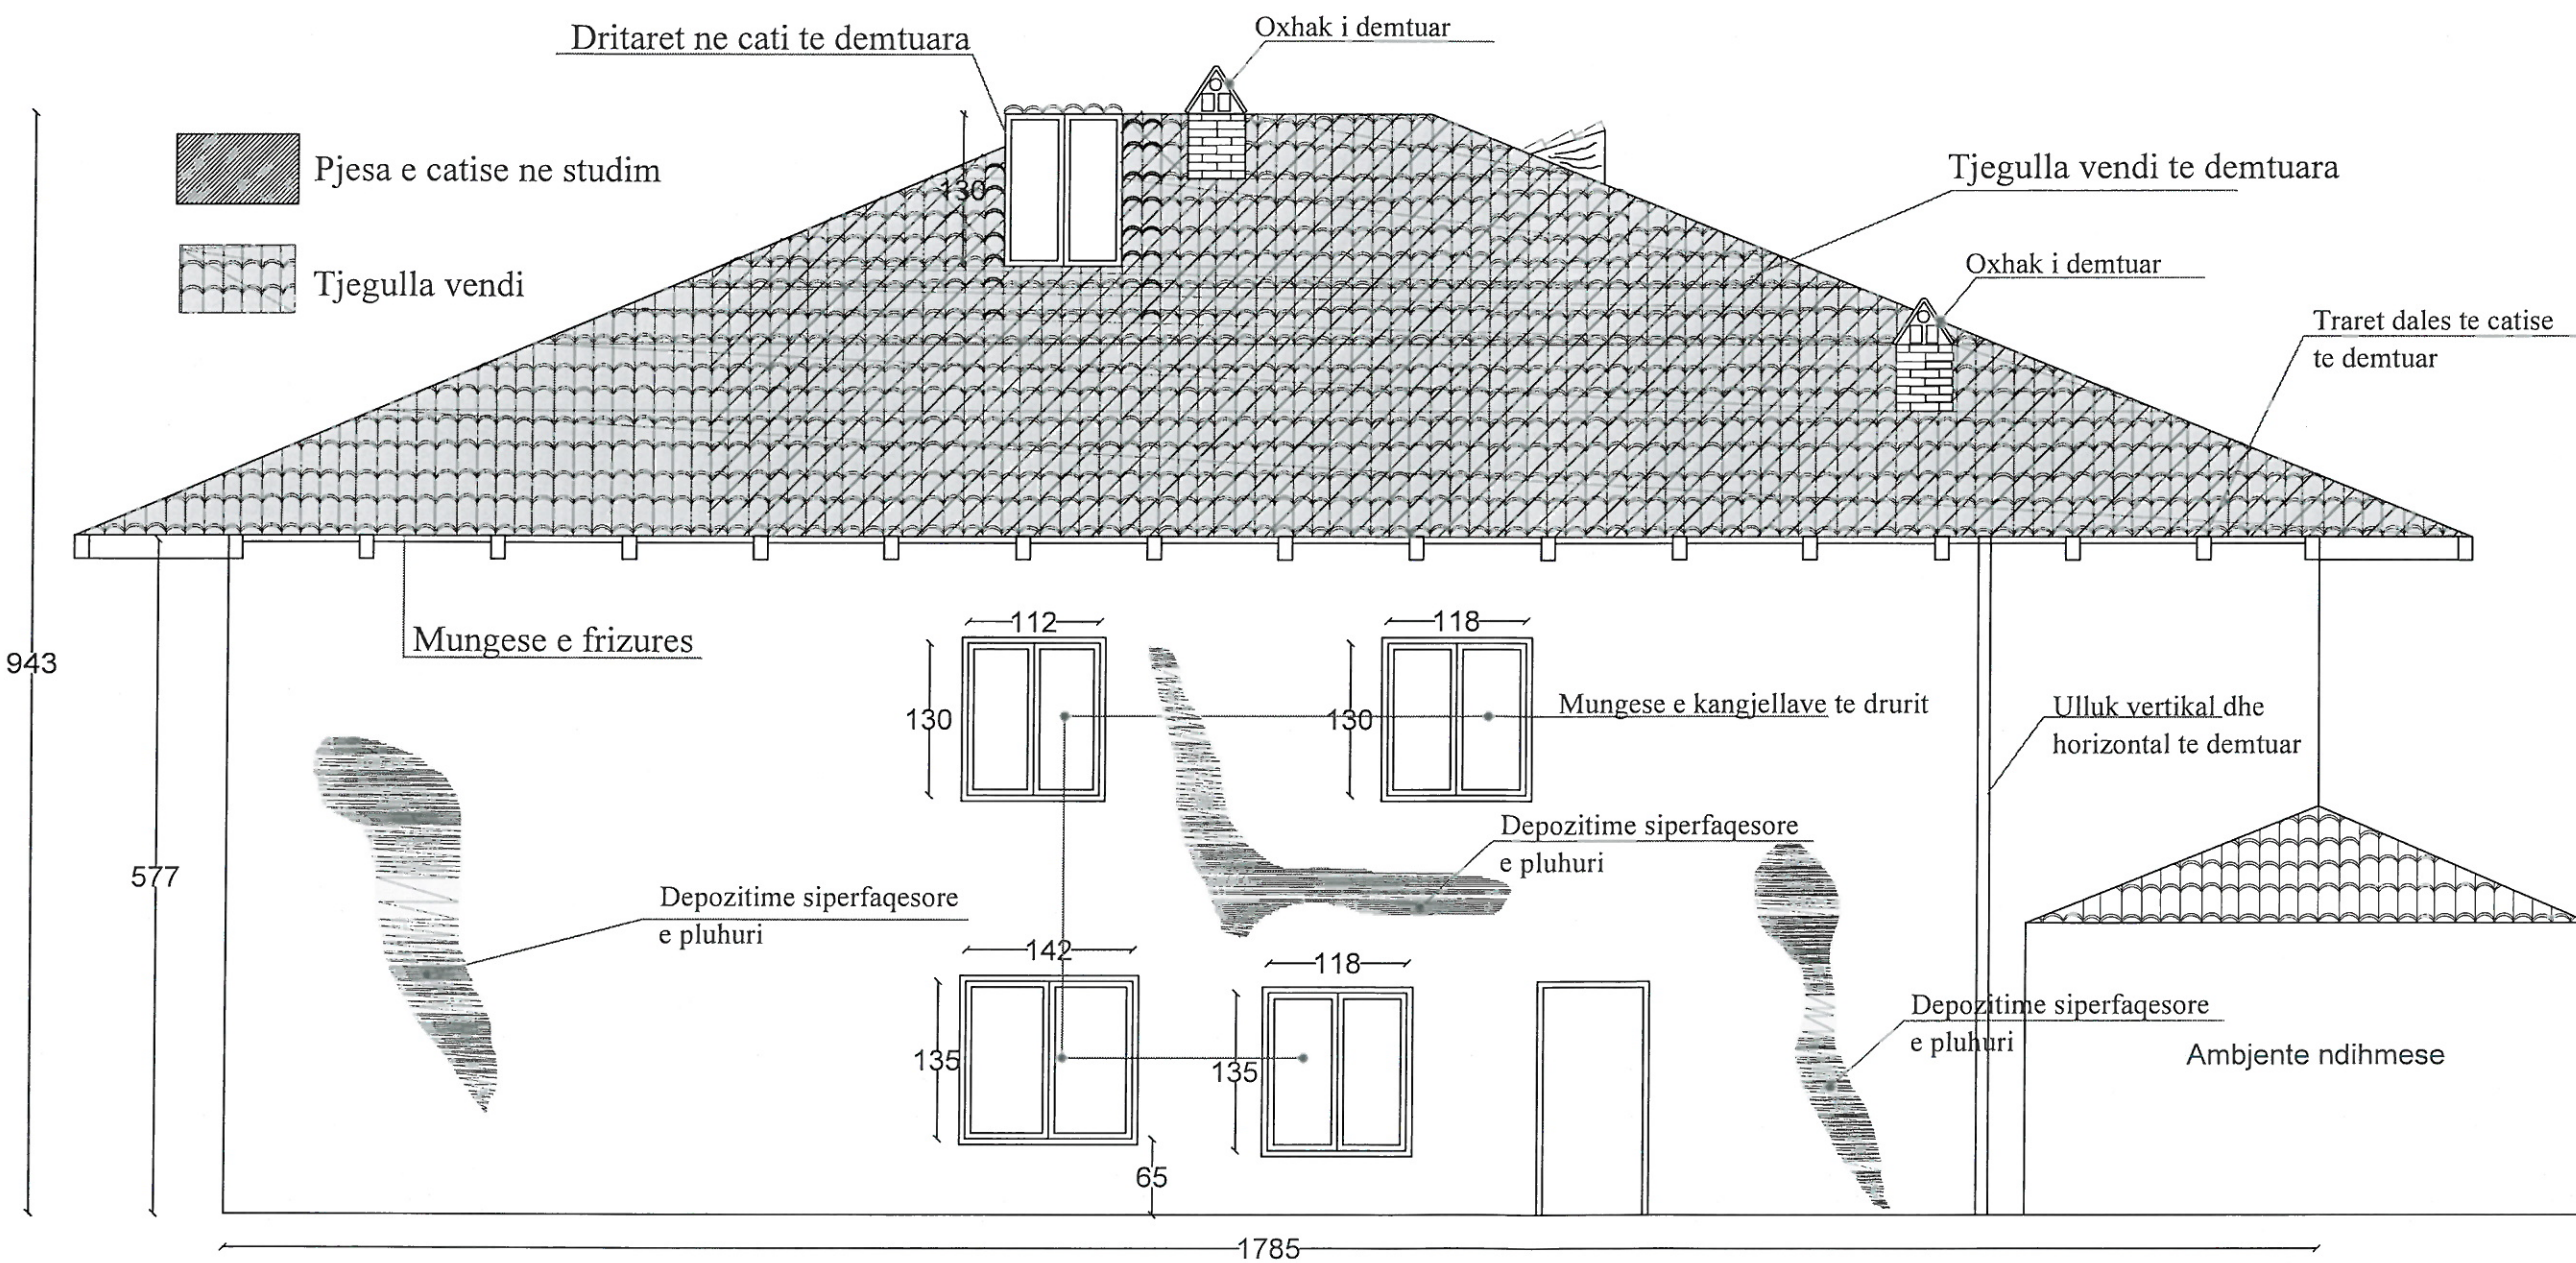 Dritaret ne cati te demtuara
Oxhak i demtuar
Pjesa e catise ne studim
Tjegulla vendi
130
Tjegulla vendi te demtuara
Oxhak i demtuar
Traret dales te catise
te demtuar
943
577
Mungese e frizures
112
130
118
130
Mungese e kangjellave te drurit
Ulluk vertikal dhe
horizontal te demtuar
Depozitime siperfaqesore
e pluhuri
Depozitime siperfaqesore
e pluhuri
142
135
118
135
65
Depozitime siperfaqesore
e pluhuri
Ambjente ndihmese
1785